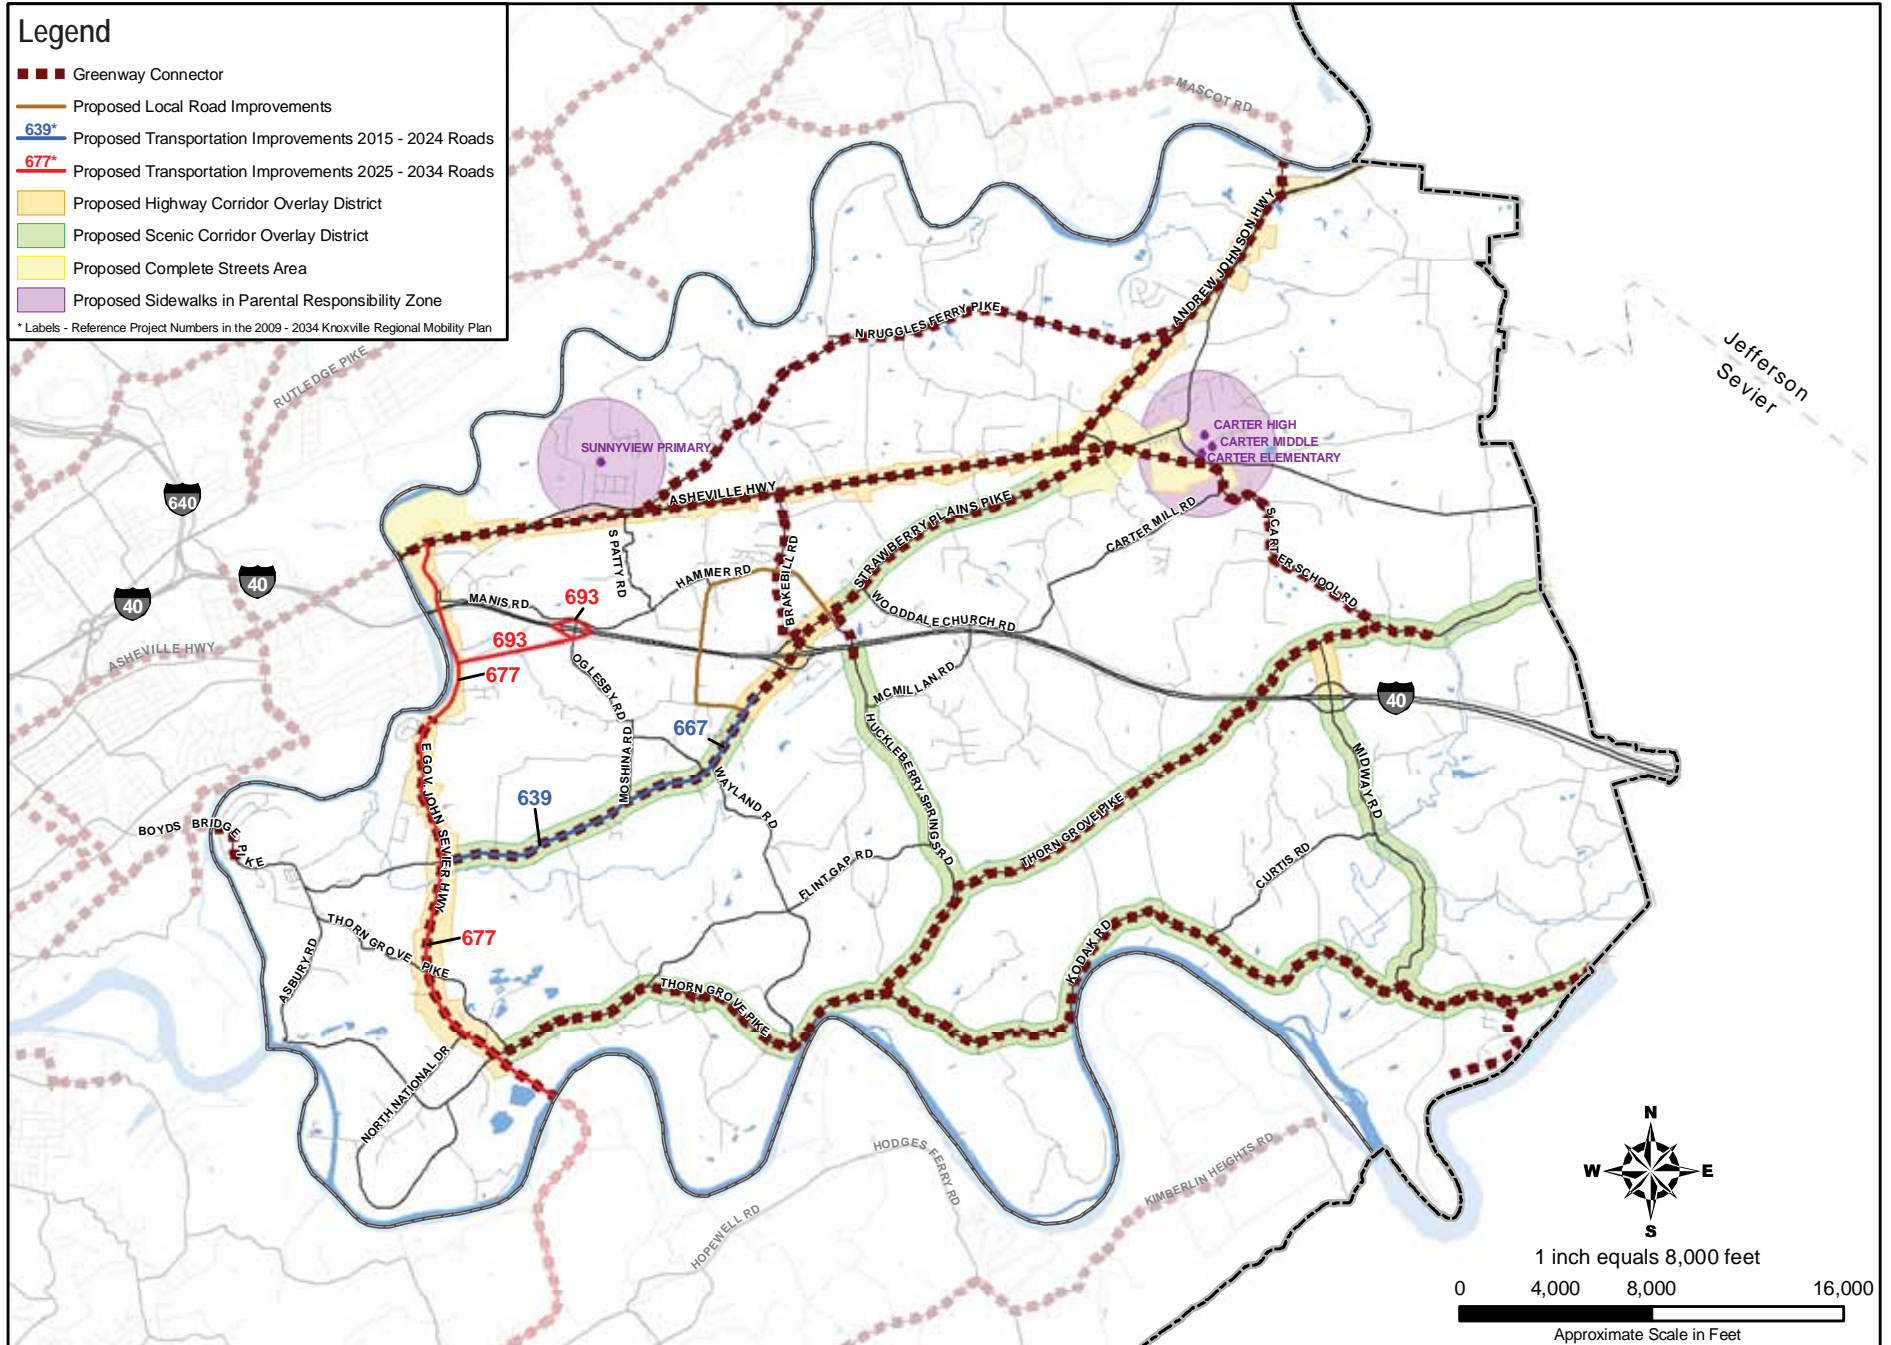 Legend
Greenway Connector
Proposed Local Road Improvements
639*
Proposed Transportation Improvements 2015 - 2024 Roads
677*
Proposed Transportation Improvements 2025 - 2034 Roads
Proposed Highway Corridor Overlay District
Proposed Scenic Corridor Overlay District
Proposed Complete Streets Area
Proposed Sidewalks in Parental Responsibility Zone
* Labels - Reference Project Numbers in the 2009 - 2034 Knoxville Regional Mobility Plan
MASCOT RD
ANDREW JOHNSON HWY
N RUGGLES FERRY PIKE
RUTLEDGE PIKE
Jefferson
Sevier
SUNNYVIEW PRIMARY
CARTER HIGH
CARTER MIDDLE
CARTER ELEMENTARY
640
ASHEVILLE HWY
STRAWBERRY PLAINS PIKE
CARTER MILL RD
S CARTER SCHOOL RD
S PATTY RD
HAMMER RD
BRAKEBILL RD
40
40
MANIS RD
693
WOODDALE CHURCH RD
693
ASHEVILLE HWY
677
OGLESBY RD
MCMILLAN RD
40
667
HUCKLEBERRY SPRINGS RD
MOSHINA RD
E GOV. JOHN SEVIER HWY
WAYLAND RD
MIDWAY RD
639
THORN GROVE PIKE
BOYDS BRIDGE PIKE
FLINT GAP RD
CURTIS RD
THORN GROVE PIKE
677
ASBURY RD
KODAK RD
THORN GROVE PIKE
NORTH NATIONAL DR
HODGES FERRY RD
KIMBERLIN HEIGHTS RD
HOPEWELL RD
N
W
E
S
1 inch equals 8,000 feet
0 4,000 8,000 16,000
Approximate Scale in Feet